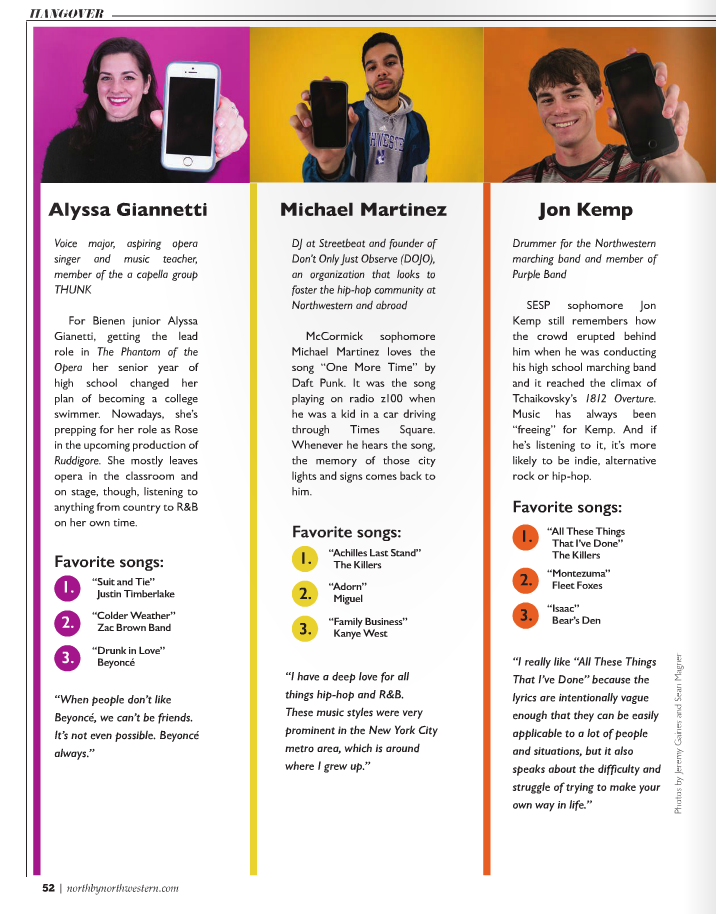 HANGOVER
Alyssa Giannetti
Voice major, aspiring opera
singer and music teacher,
member of the a capella group
THUNK
For Bienen junior Alyssa
Gianetti, getting the lead
role in The Phantom of the
Opera her senior year of
high school changed her
plan of becoming a college
swimmer. Nowadays, she's
prepping for her role as Rose
in the upcoming production of
Ruddigore. She mostly leaves
opera in the classroom and
on stage, though, listening to
anything from country to R&B
on her own time.
Favorite songs:
1. “Suit and Tie”
Justin Timberlake
2. “Colder Weather”
Zac Brown Band
3. “Drunk in Love”
Beyoncé
“When people don’t like
Beyoncé, we can’t be friends.
It’s not even possible. Beyoncé
always.”
Michael Martinez
DJ at Streetbeat and founder of
Don’t Only Just Observe (DOJO),
an organization that looks to
foster the hip-hop community at
Northwestern and abroad
McCormick sophomore
Michael Martinez loves the
song “One More Time” by
Daft Punk. It was the song
playing on radio z100 when
he was a kid in a car driving
through Times Square.
Whenever he hears the song,
the memory of those city
lights and signs comes back to
him.
Favorite songs:
1. “Achilles Last Stand”
The Killers
2. “Adorn”
Miguel
3. “Family Business”
Kanye West
“I have a deep love for all
things hip-hop and R&B.
These music styles were very
prominent in the New York City
metro area, which is around
where I grew up.”
Jon Kemp
Drummer for the Northwestern
marching band and member of
Purple Band
SESP sophomore Jon
Kemp still remembers how
the crowd erupted behind
him when he was conducting
his high school marching band
and it reached the climax of
Tchaikovsky’s 1812 Overture.
Music has always been
“freeing” for Kemp. And if
he’s listening to it, it’s more
likely to be indie, alternative
rock or hip-hop.
Favorite songs:
1. “All These Things
That I’ve Done”
The Killers
2. “Montezuma”
Fleet Foxes
3. “Isaac”
Bear’s Den
“I really like “All These Things
That I’ve Done” because the
lyrics are intentionally vague
enough that they can be easily
applicable to a lot of people
and situations, but it also
speaks about the difficulty and
struggle of trying to make your
own way in life.”
Photos by Jeremy Gaines and Sean Magner
52 | northbynorthwestern.com